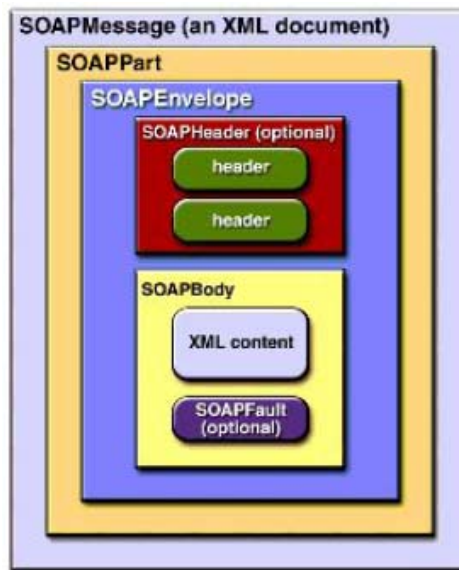 SOAPMessage (an XML document)
SOAPPart
SOAPEnvelope
SOAPHeader (optional)
header
header
SOAPBody
XML content
SOAPFault
(optional)